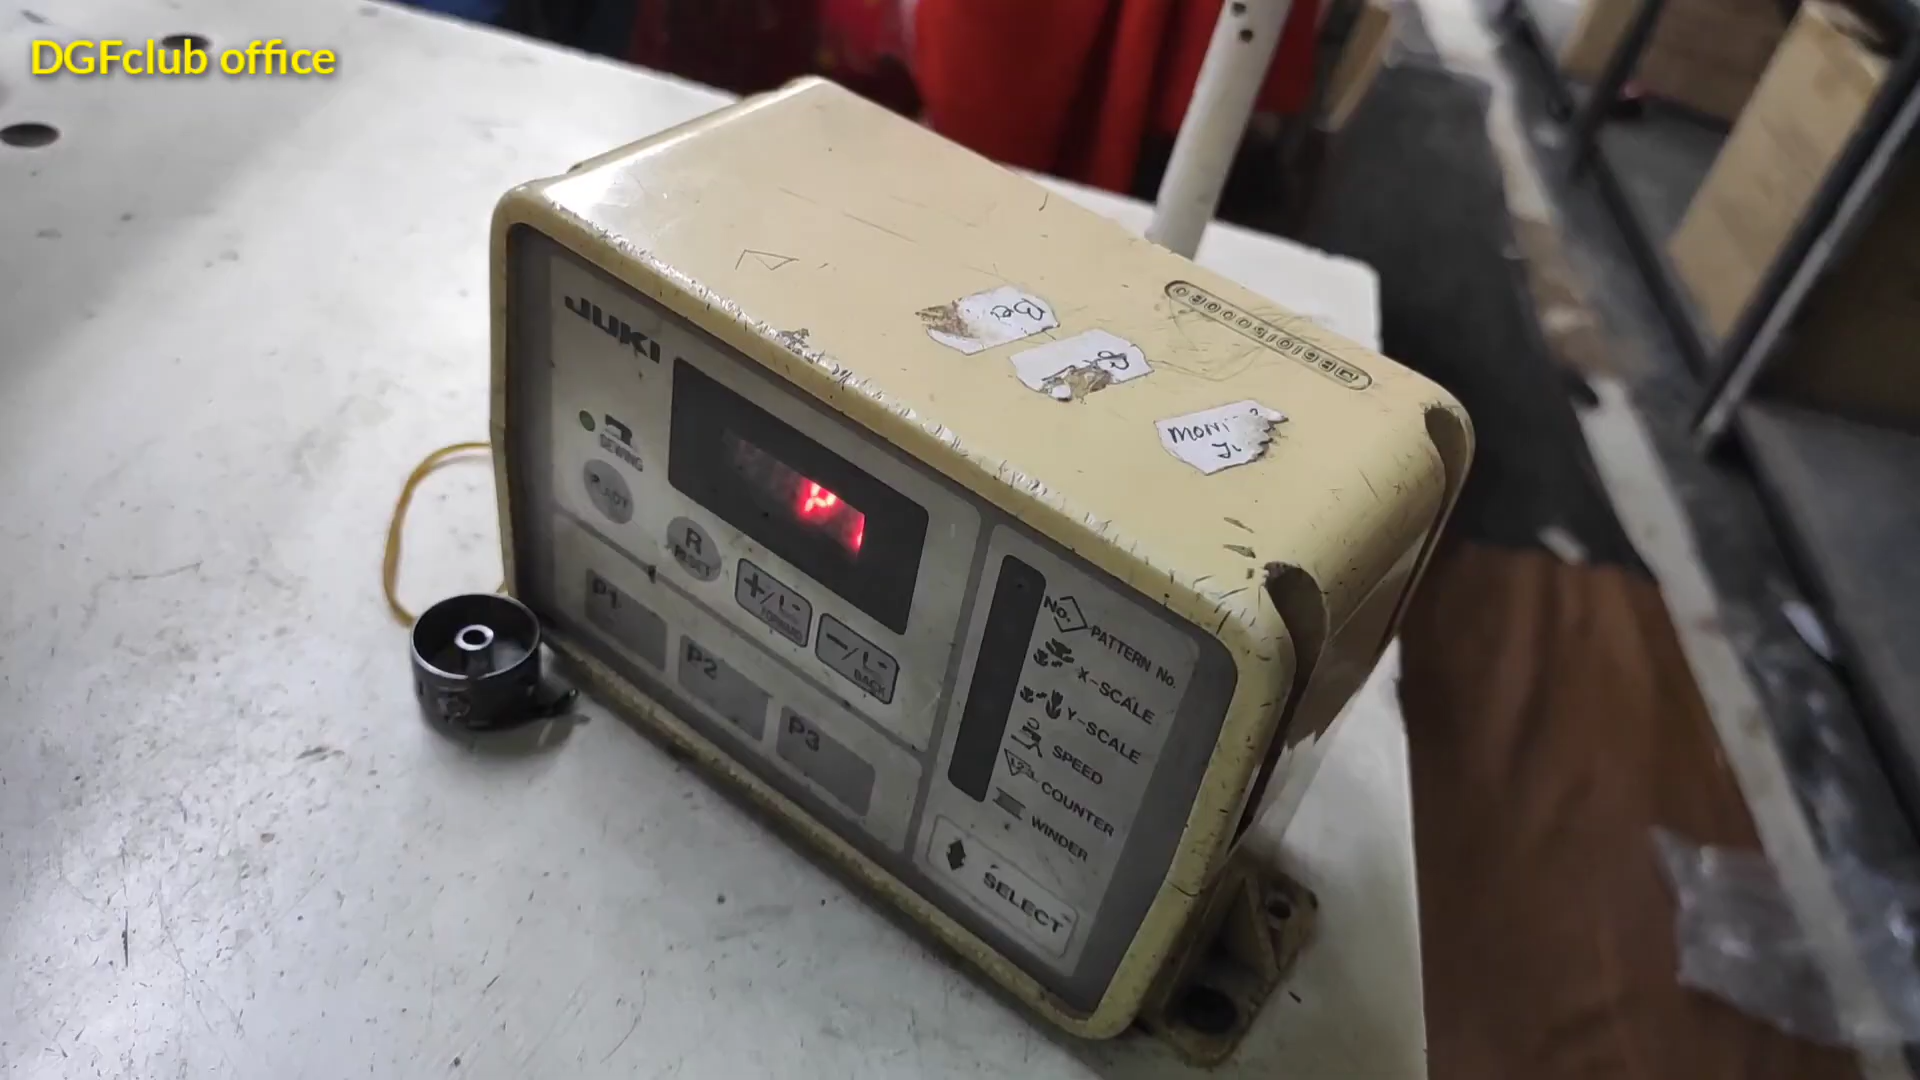 DGFclub office
JUKI
SEWING
R
RESET
+/
FORWARD
−/
BACK
P1
P2
P3
No.
PATTERN No.
X-SCALE
Y-SCALE
SPEED
COUNTER
WINDER
SELECT
Be